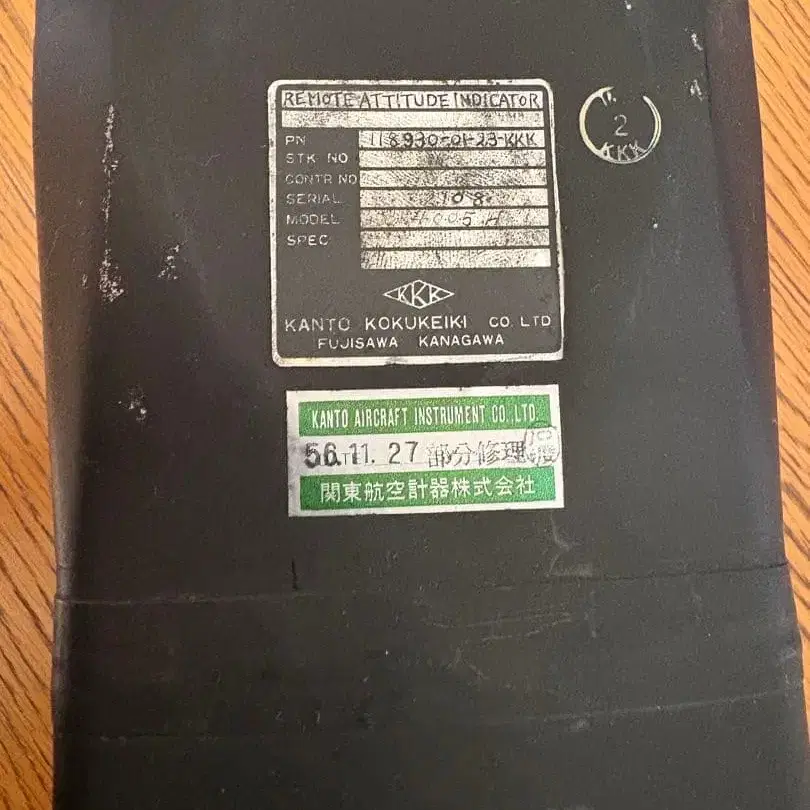 REMOTE ATTITUDE INDICATOR
PN 118930-01-23-KKK
STK NO
CONTR NO
SERIAL 108
MODEL 4005 H
SPEC
KKK
KANTO KOKUKEIKI CO LTD
FUJISAWA KANAGAWA
2
KKK
KANTO AIRCRAFT INSTRUMENT CO. LTD.
56.11.27 部分修理
関東航空計器株式会社